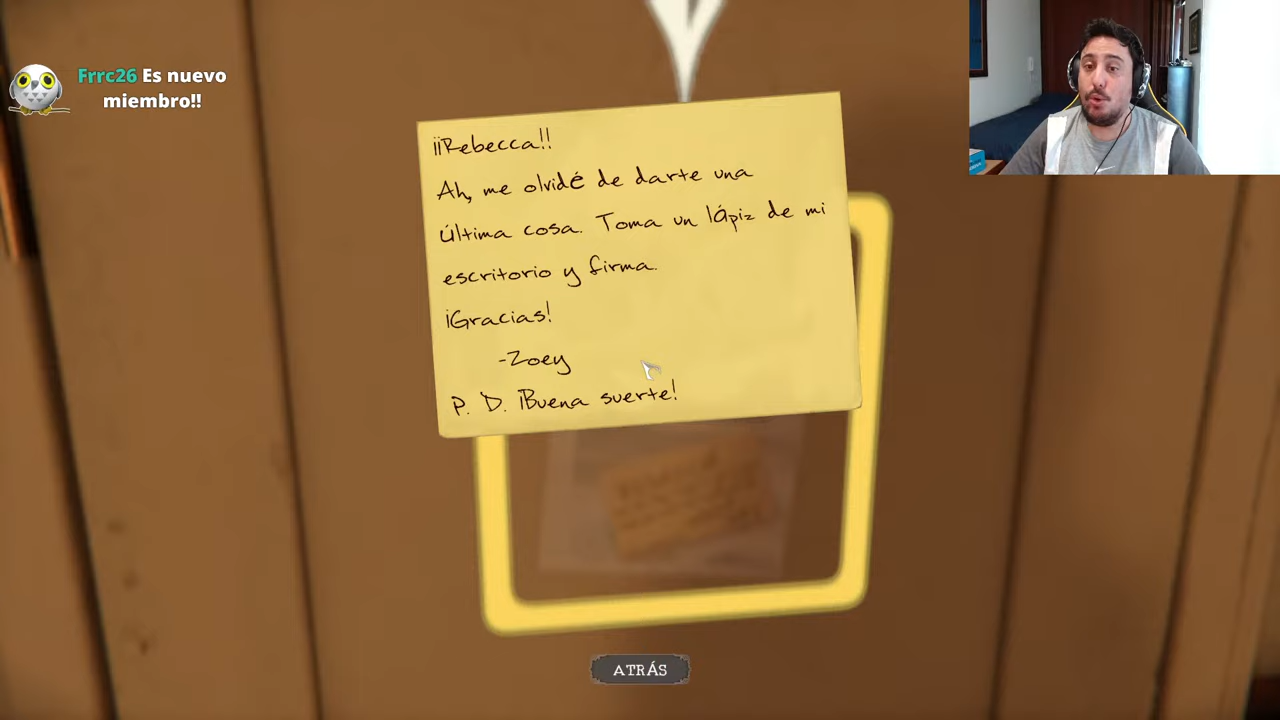 Frrc26 Es nuevo
miembro!!
¡¡Rebecca!!
Ah, me olvidé de darte una
última cosa. Toma un lápiz de mi
escritorio y firma.
¡Gracias!
-Zoey
P. D. ¡Buena suerte!
ATRÁS